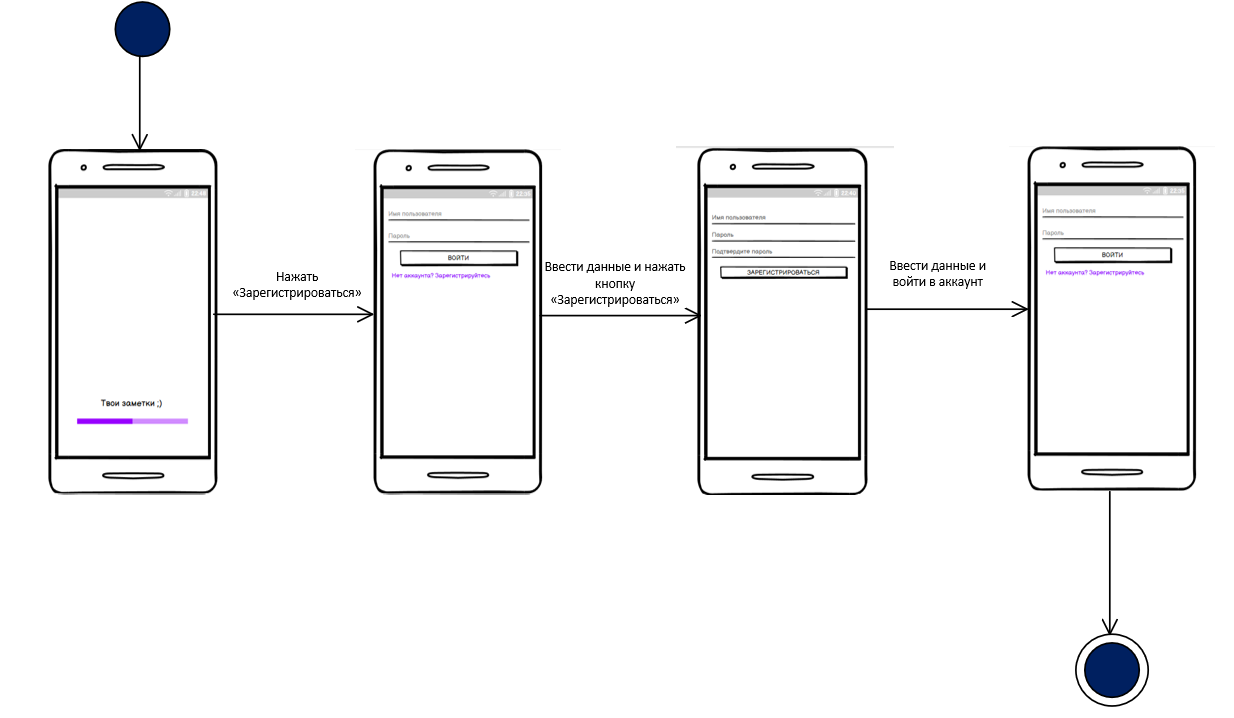 Твои заметки ;)
Нажать
«Зарегистрироваться»
Имя пользователя
Пароль
ВОЙТИ
Нет аккаунта? Зарегистрируйтесь
Ввести данные и нажать
кнопку
«Зарегистрироваться»
Имя пользователя
Пароль
Подтвердите пароль
ЗАРЕГИСТРИРОВАТЬСЯ
Ввести данные и
войти в аккаунт
Имя пользователя
Пароль
ВОЙТИ
Нет аккаунта? Зарегистрируйтесь